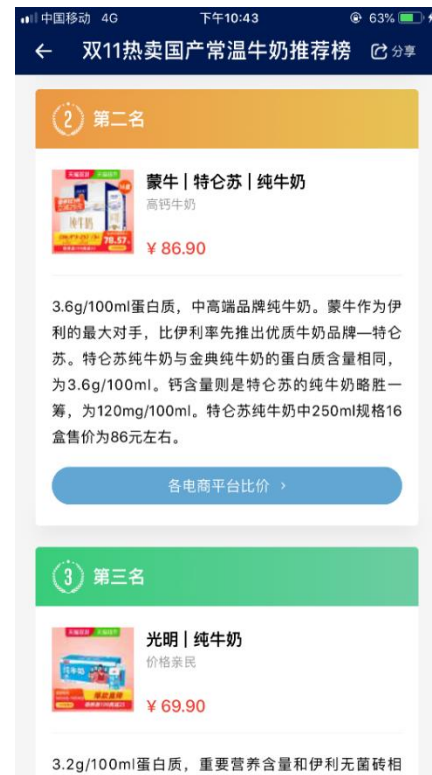 中国移动 4G 下午10:43 63%
双11热卖国产常温牛奶推荐榜 分享
2 第二名
蒙牛 | 特仑苏 | 纯牛奶
高钙牛奶
¥ 86.90
3.6g/100ml蛋白质，中高端品牌纯牛奶。蒙牛作为伊
利的最大对手，比伊利率先推出优质牛奶品牌—特仑
苏。特仑苏纯牛奶与金典纯牛奶的蛋白质含量相同，
为3.6g/100ml。钙含量则是特仑苏的纯牛奶略胜一
筹，为120mg/100ml。特仑苏纯牛奶中250ml规格16
盒售价为86元左右。
各电商平台比价 ›
3 第三名
光明 | 纯牛奶
价格亲民
¥ 69.90
3.2g/100ml蛋白质，重要营养含量和伊利无菌砖相